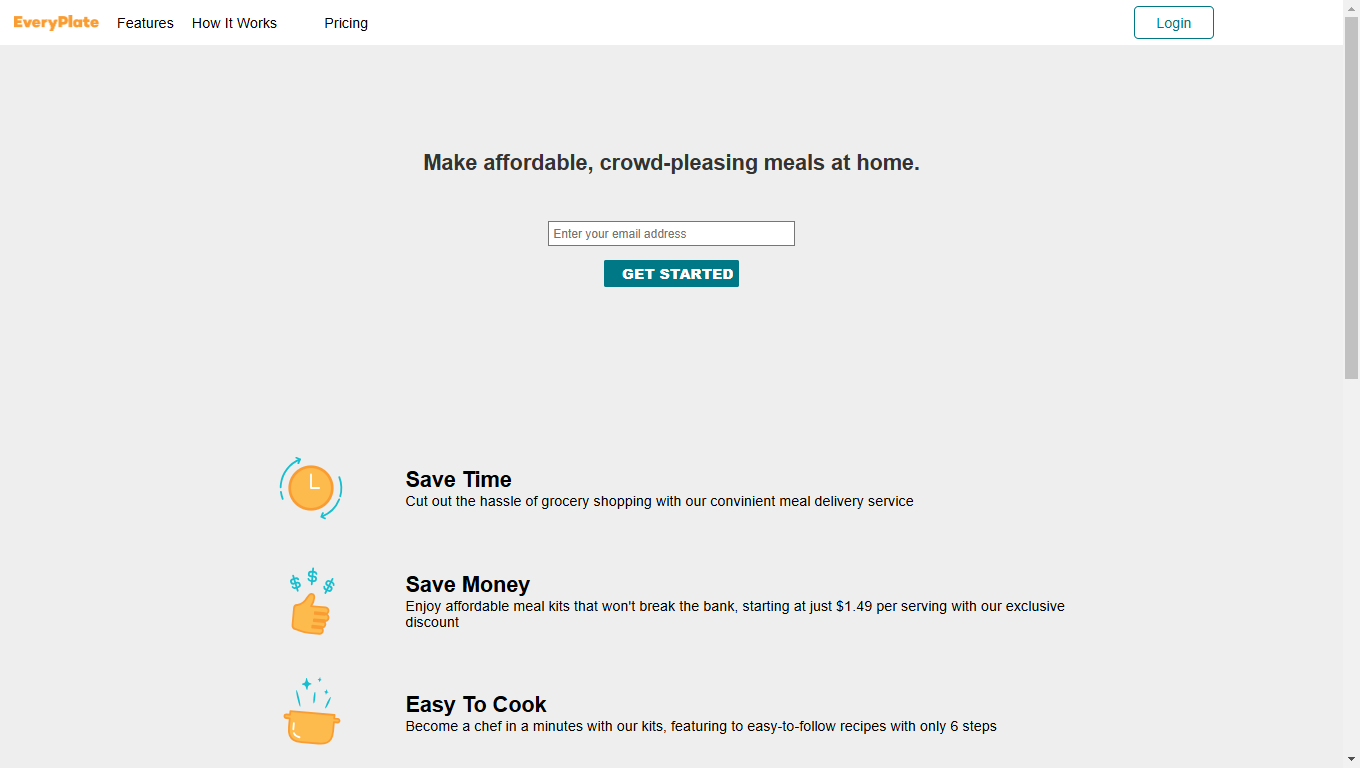 EveryPlate Features How It Works Pricing Login
Make affordable, crowd-pleasing meals at home.
Enter your email address
GET STARTED
Save Time
Cut out the hassle of grocery shopping with our convinient meal delivery service
$ $ $
Save Money
Enjoy affordable meal kits that won't break the bank, starting at just $1.49 per serving with our exclusive
discount
Easy To Cook
Become a chef in a minutes with our kits, featuring to easy-to-follow recipes with only 6 steps